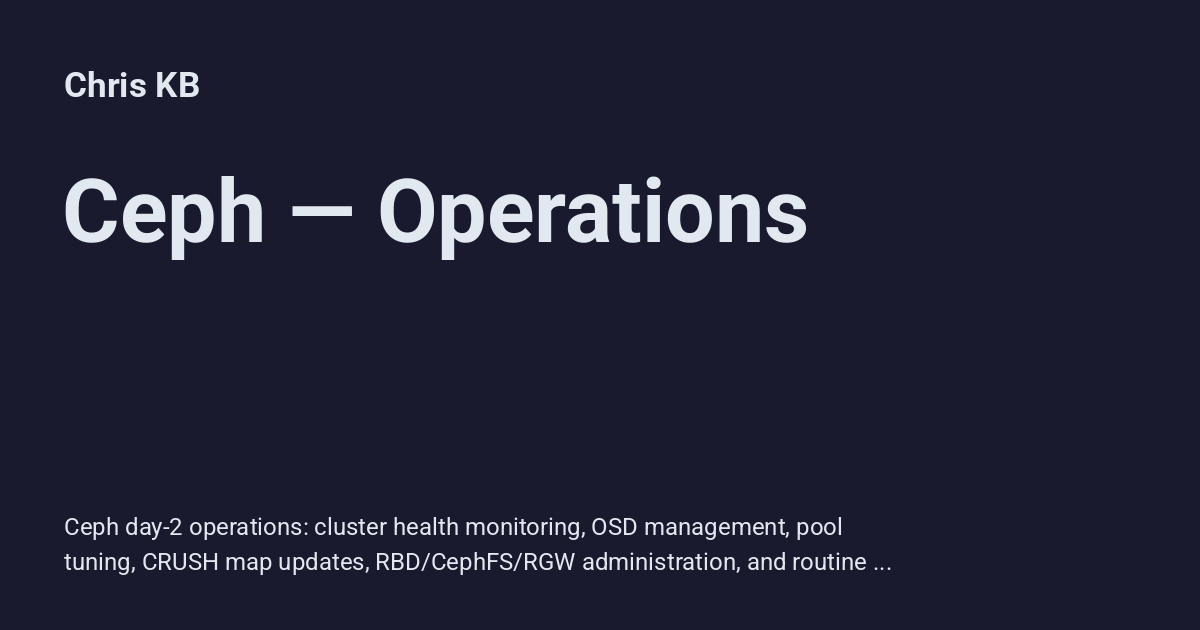 Chris KB
Ceph — Operations
Ceph day-2 operations: cluster health monitoring, OSD management, pool
tuning, CRUSH map updates, RBD/CephFS/RGW administration, and routine ...